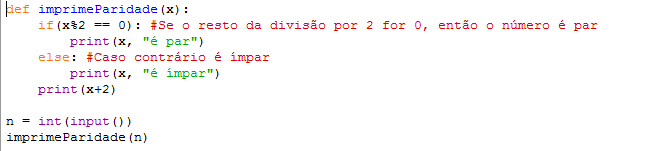 def imprimeParidade(x):
    if(x%2 == 0): #Se o resto da divisão por 2 for 0, então o número é par
        print(x, "é par")
    else: #Caso contrário é ímpar
        print(x, "é ímpar")
    print(x+2)

n = int(input())
imprimeParidade(n)